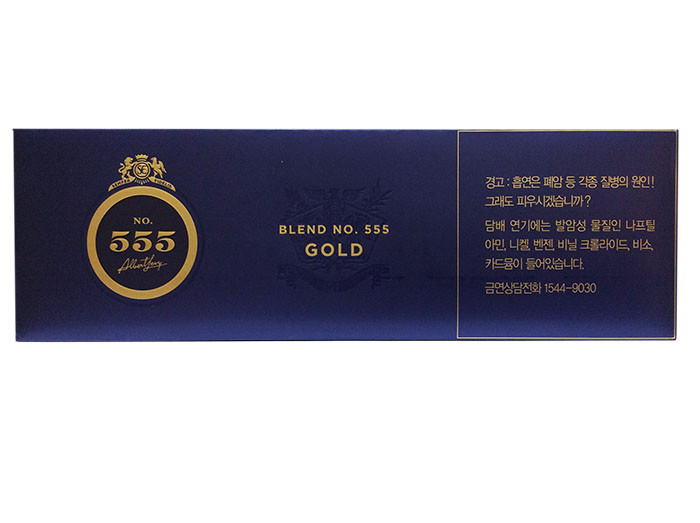 SEMPER FIDELIS
NO.
555
Albert Young
BLEND NO. 555
GOLD
경고 : 흡연은 폐암 등 각종 질병의 원인!
그래도 피우시겠습니까?
담배 연기에는 발암성 물질인 나프틸
아민, 니켈, 벤젠, 비닐 크롤라이드, 비소,
카드뮴이 들어있습니다.
금연상담전화 1544-9030